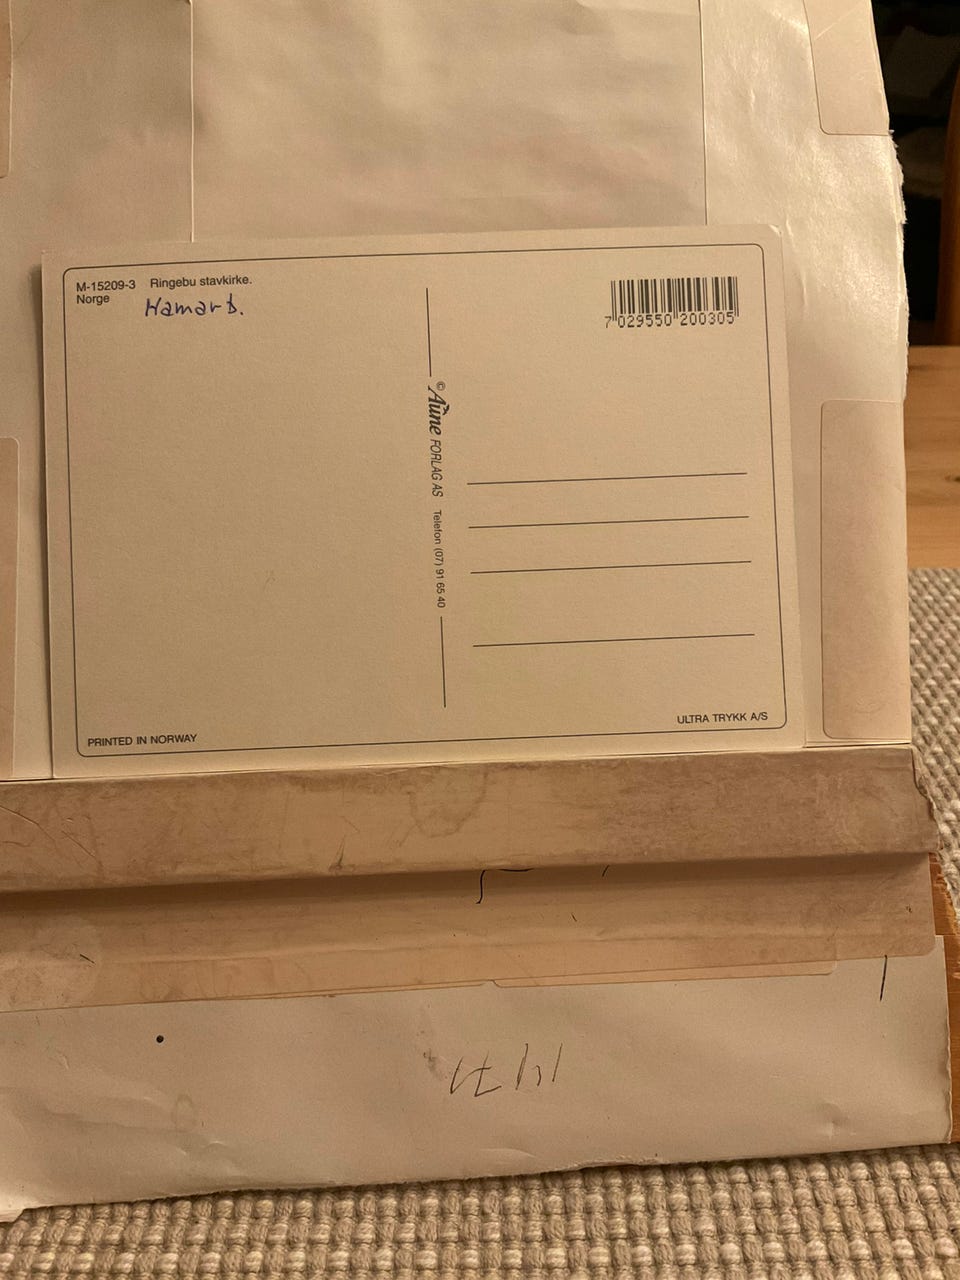 M-15209-3 Ringebu stavkirke.
Norge
Hamar b.
7 029550 200305
© Aune FORLAG AS Telefon (07) 91 65 40
PRINTED IN NORWAY
ULTRA TRYKK A/S